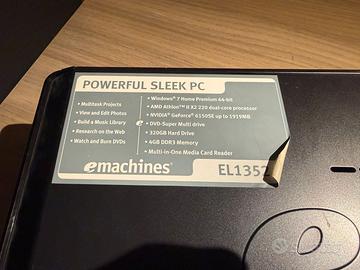 POWERFUL SLEEK PC
• Multitask Projects
• View and Edit Photos
• Build a Music Library
• Research on the Web
• Watch and Burn DVDs
• Windows® 7 Home Premium 64-bit
• AMD Athlon™ II X2 220 dual-core processor
• NVIDIA® GeForce® 6150SE up to 1919MB
• DVD-Super Multi drive
• 320GB Hard Drive
• 4GB DDR3 Memory
• Multi-in-One Media Card Reader
emachines®
EL1352
subito